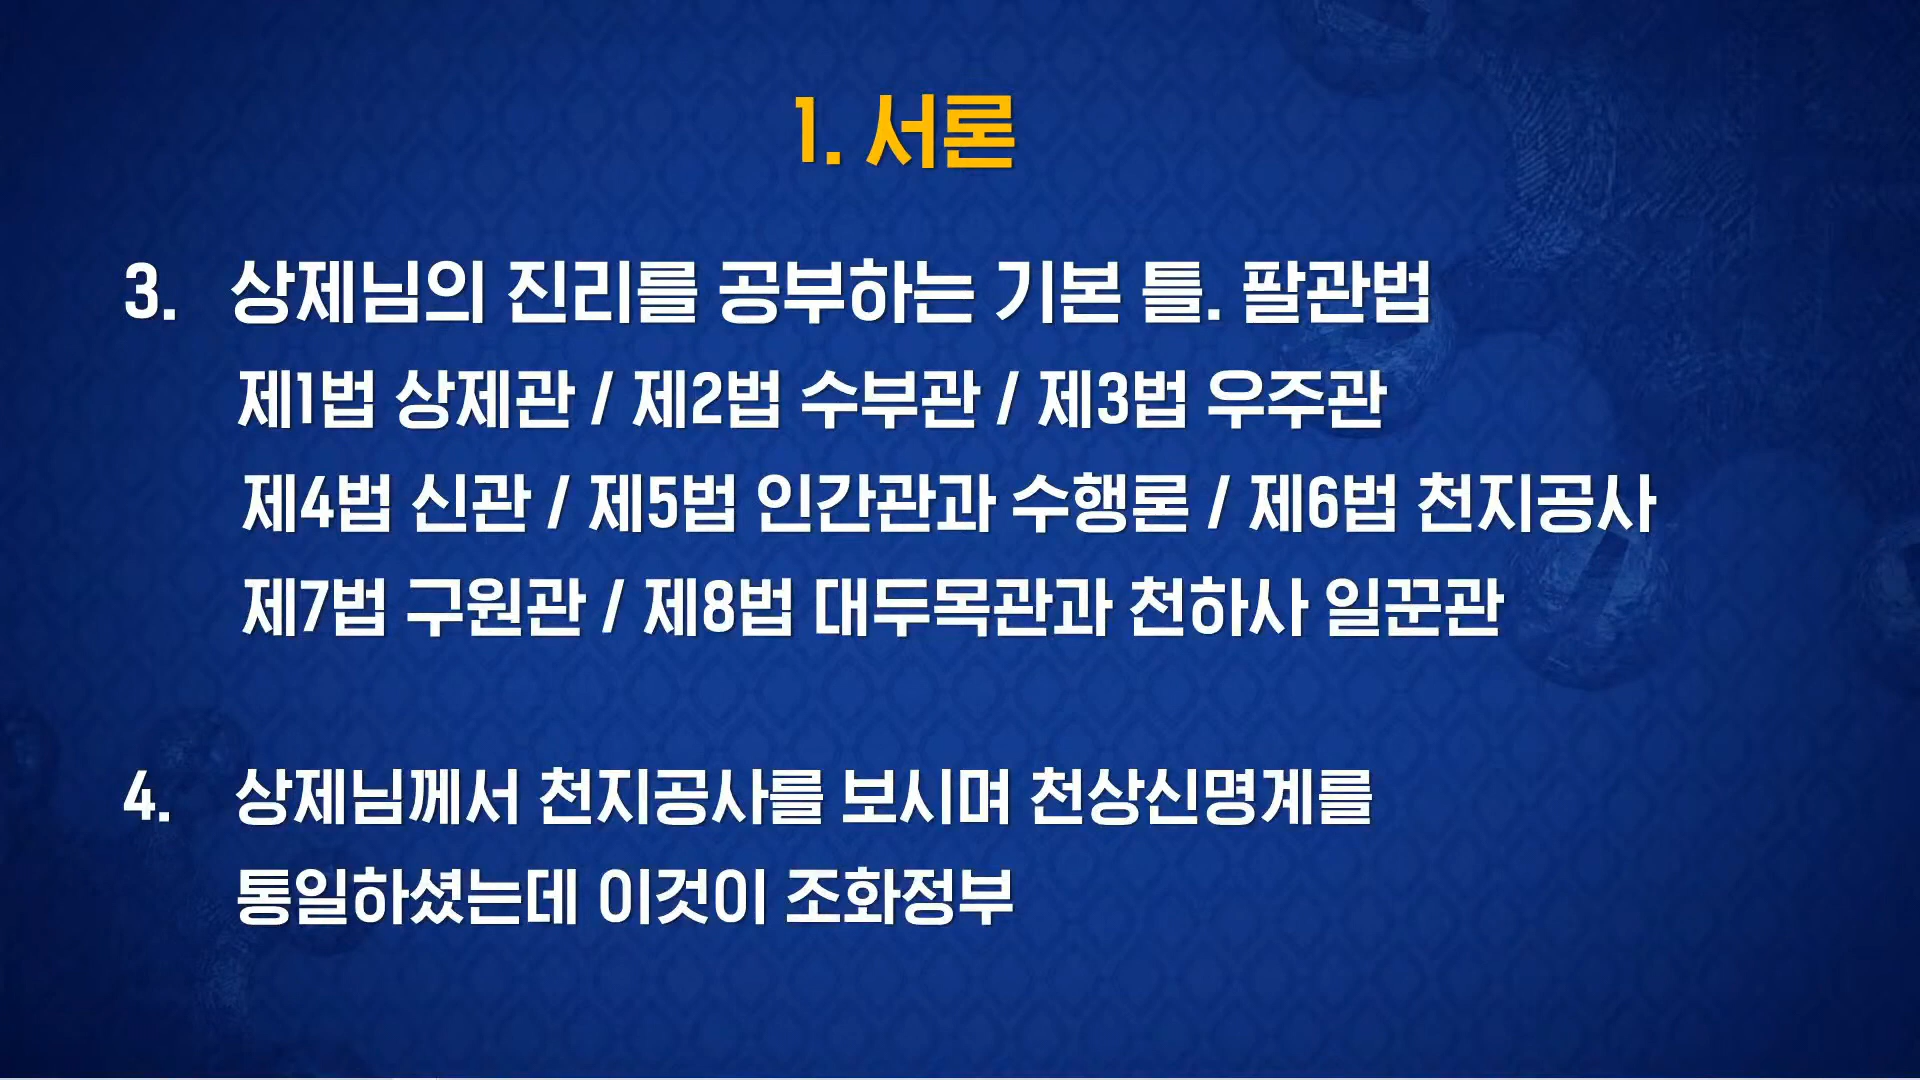 1. 서론
3. 상제님의 진리를 공부하는 기본 틀. 팔관법
제1법 상제관 / 제2법 수부관 / 제3법 우주관
제4법 신관 / 제5법 인간관과 수행론 / 제6법 천지공사
제7법 구원관 / 제8법 대두목관과 천하사 일꾼관
4. 상제님께서 천지공사를 보시며 천상신명계를
통일하셨는데 이것이 조화정부